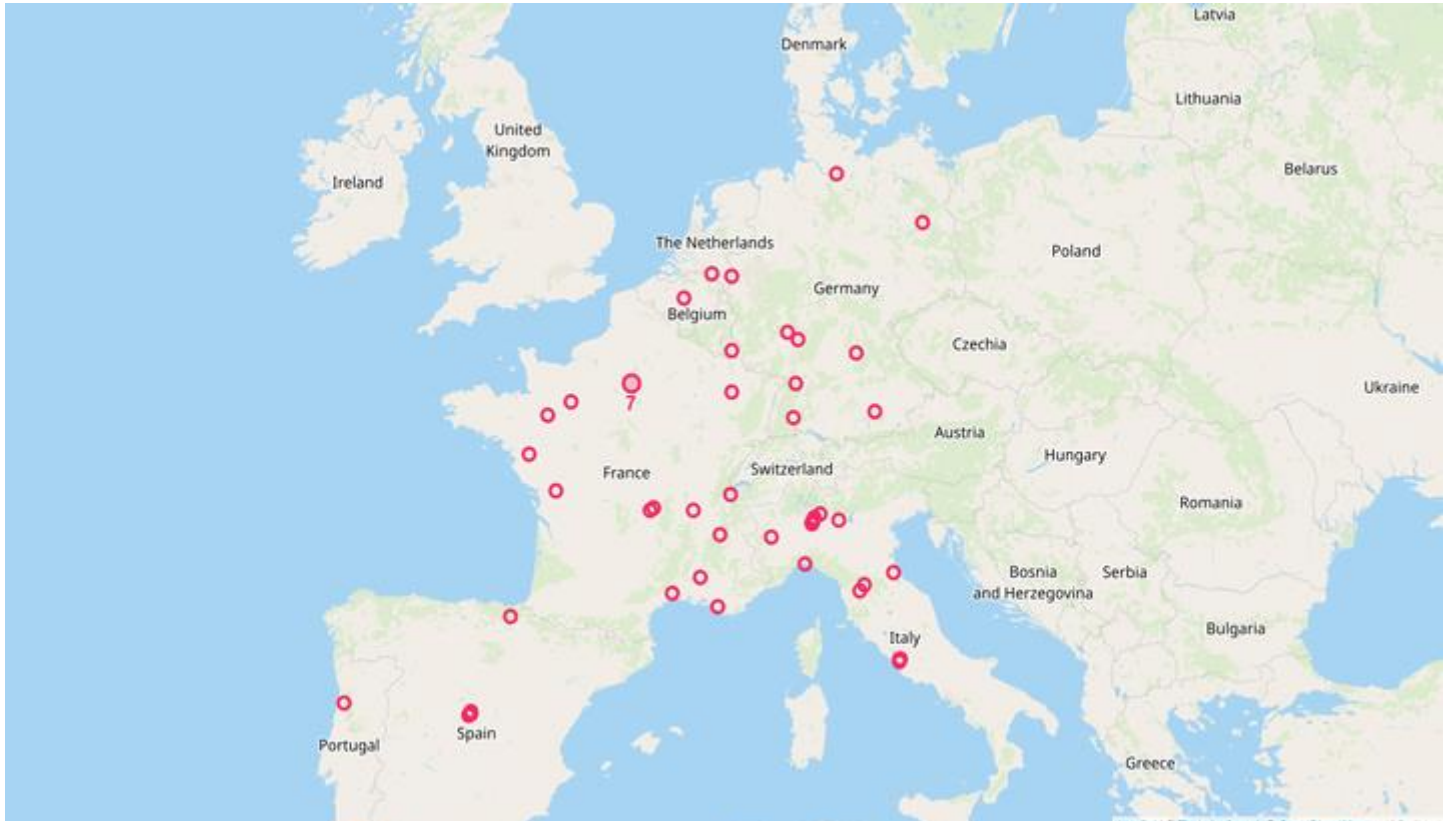 Latvia
Denmark
Lithuania
United
Kingdom
Belarus
Ireland
The Netherlands
Poland
Germany
Belgium
Czechia
Ukraine
7
Austria
Hungary
France
Switzerland
Romania
Bosnia
and Herzegovina
Serbia
Bulgaria
Italy
Spain
Portugal
Greece